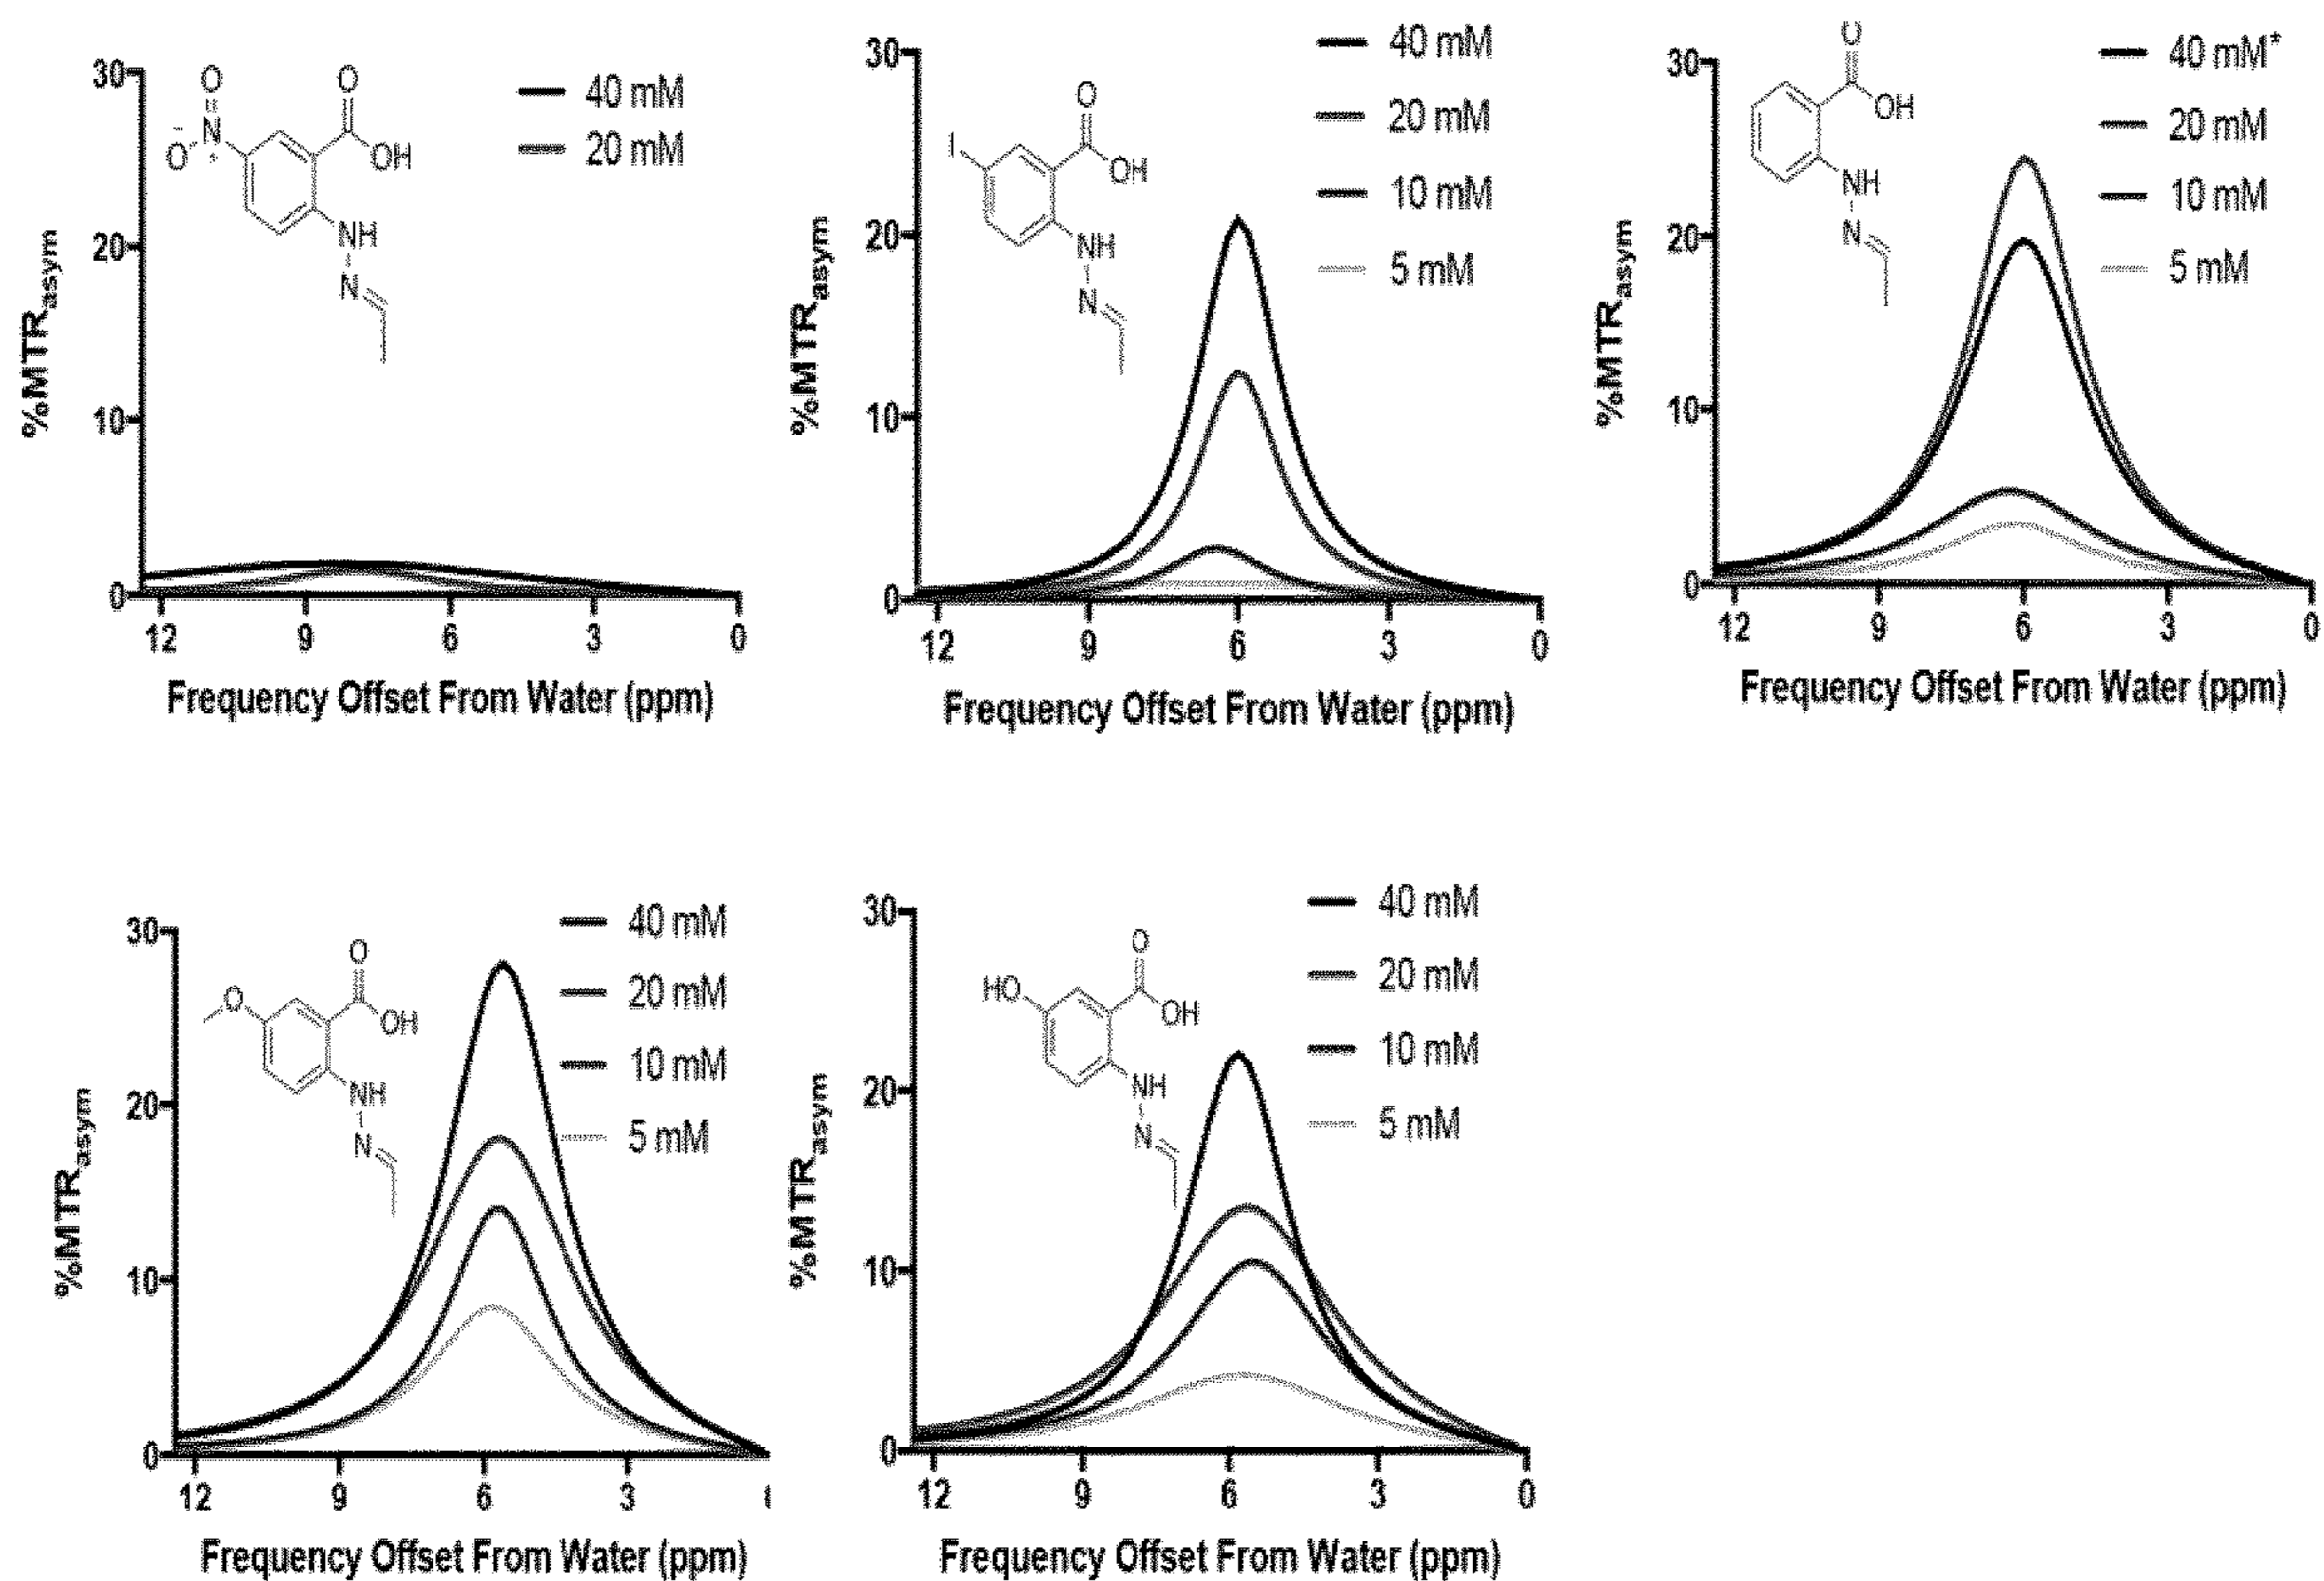 30
20
10
0
12 9 6 3 0
%MTRasym
Frequency Offset From Water (ppm)
O
N+
-O
O
OH
NH
N
40 mM
20 mM
30
20
10
0
12 9 6 3 0
%MTRasym
Frequency Offset From Water (ppm)
I
O
OH
NH
N
40 mM
20 mM
10 mM
5 mM
30
20
10
0
12 9 6 3 0
%MTRasym
Frequency Offset From Water (ppm)
O
OH
NH
N
40 mM*
20 mM
10 mM
5 mM
30
20
10
0
12 9 6 3
%MTRasym
Frequency Offset From Water (ppm)
O
O
OH
NH
N
40 mM
20 mM
10 mM
5 mM
30
20
10
0
12 9 6 3 0
%MTRasym
Frequency Offset From Water (ppm)
HO
O
OH
NH
N
40 mM
20 mM
10 mM
5 mM